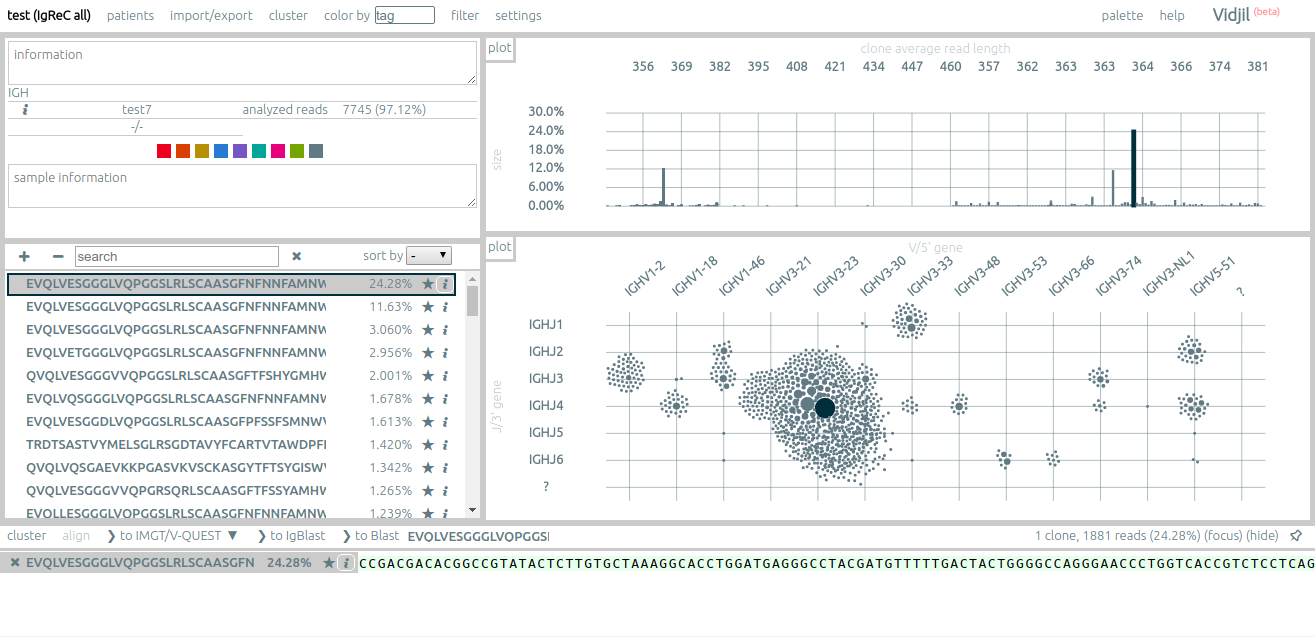 test (IgReC all) patients import/export cluster color by tag filter settings palette help Vidjil (beta)
information
IGH
i test7 analyzed reads 7745 (97.12%)
-/-
sample information
+ − search ✖ sort by -
EVQLVESGGGLVQPGGSLRLSCAASGFNFNNFAMNW 24.28% ★ i
EVQLVESGGGLVQPGGSLRLSCAASGFNFNNFAMNW 11.63% ★ i
EVQLVESGGGLVQPGGSLRLSCAASGFNFNNFAMNW 3.060% ★ i
EVQLVETGGGLVQPGGSLRLSCAASGFNFNNFAMNW 2.956% ★ i
QVQLVESGGGVVQPGGSLRLSCAASGFTFSHYGMHW 2.001% ★ i
EVQLVQSGGGLVQPGGSLRLSCAASGFNFNNFAMNW 1.678% ★ i
EVQLVESGGDLVQPGGSLRLSCAASGFPFSSFSMNWV 1.613% ★ i
TRDTSASTVYMELSGLRSGDTAVYFCARTVTAWDPFI 1.420% ★ i
QVQLVQSGAEVKKPGASVKVSCKASGYTFTSYGISWV 1.342% ★ i
QVQLVESGGGVVQPGRSQRLSCAASGFTFSSYAMHW 1.265% ★ i
EVQLLESGGGLVQPGGSLRLSCAASGFNFNNFAMNW 1.239% ★ i
plot
clone average read length
356 369 382 395 408 421 434 447 460 357 362 363 363 364 366 374 381
30.0%
24.0%
18.0%
12.0%
6.00%
0.00%
size
plot
V/5' gene
IGHV1-2 IGHV1-18 IGHV1-46 IGHV3-21 IGHV3-23 IGHV3-30 IGHV3-33 IGHV3-48 IGHV3-53 IGHV3-66 IGHV3-74 IGHV3-NL1 IGHV5-51 ?
IGHJ1
IGHJ2
IGHJ3
IGHJ4
IGHJ5
IGHJ6
?
J/3' gene
cluster align ❯ to IMGT/V-QUEST ▼ ❯ to IgBlast ❯ to Blast EVQLVESGGGLVQPGGS 1 clone, 1881 reads (24.28%) (focus) (hide)
✖ EVQLVESGGGLVQPGGSLRLSCAASGFN 24.28% ★ i CCGACGACACGGCCGTATACTCTTGTGCTAAAGGCACCTGGATGAGGGCCTACGATGTTTTTGACTACTGGGGCCAGGGAACCCTGGTCACCGTCTCCTCAG